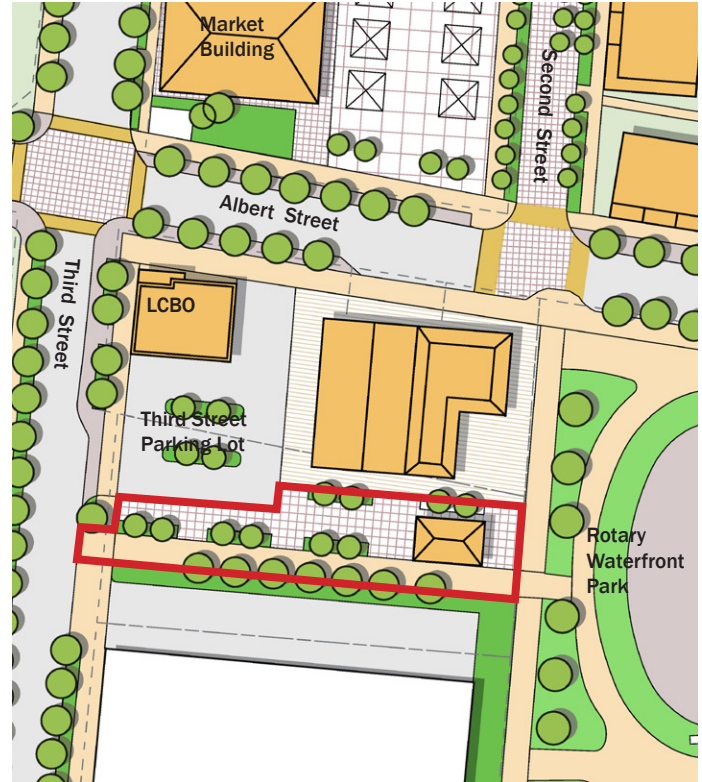 Market
Building
Second Street
Albert Street
Third Street
LCBO
Third Street
Parking Lot
Rotary
Waterfront
Park